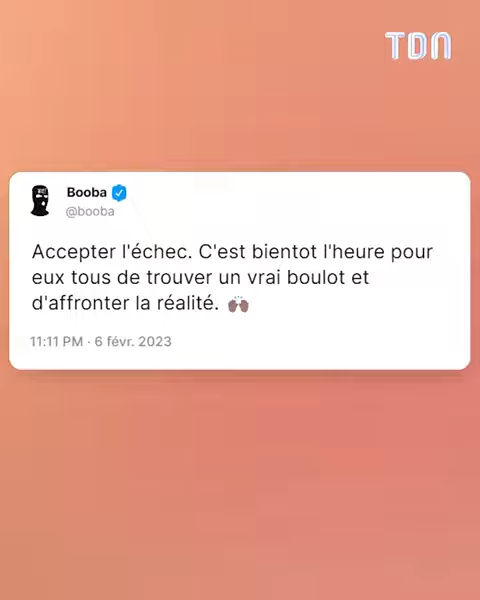 TDN
Booba
@booba
Accepter l'échec. C'est bientot l'heure pour
eux tous de trouver un vrai boulot et
d'affronter la réalité. 🙌🏾
11:11 PM · 6 févr. 2023